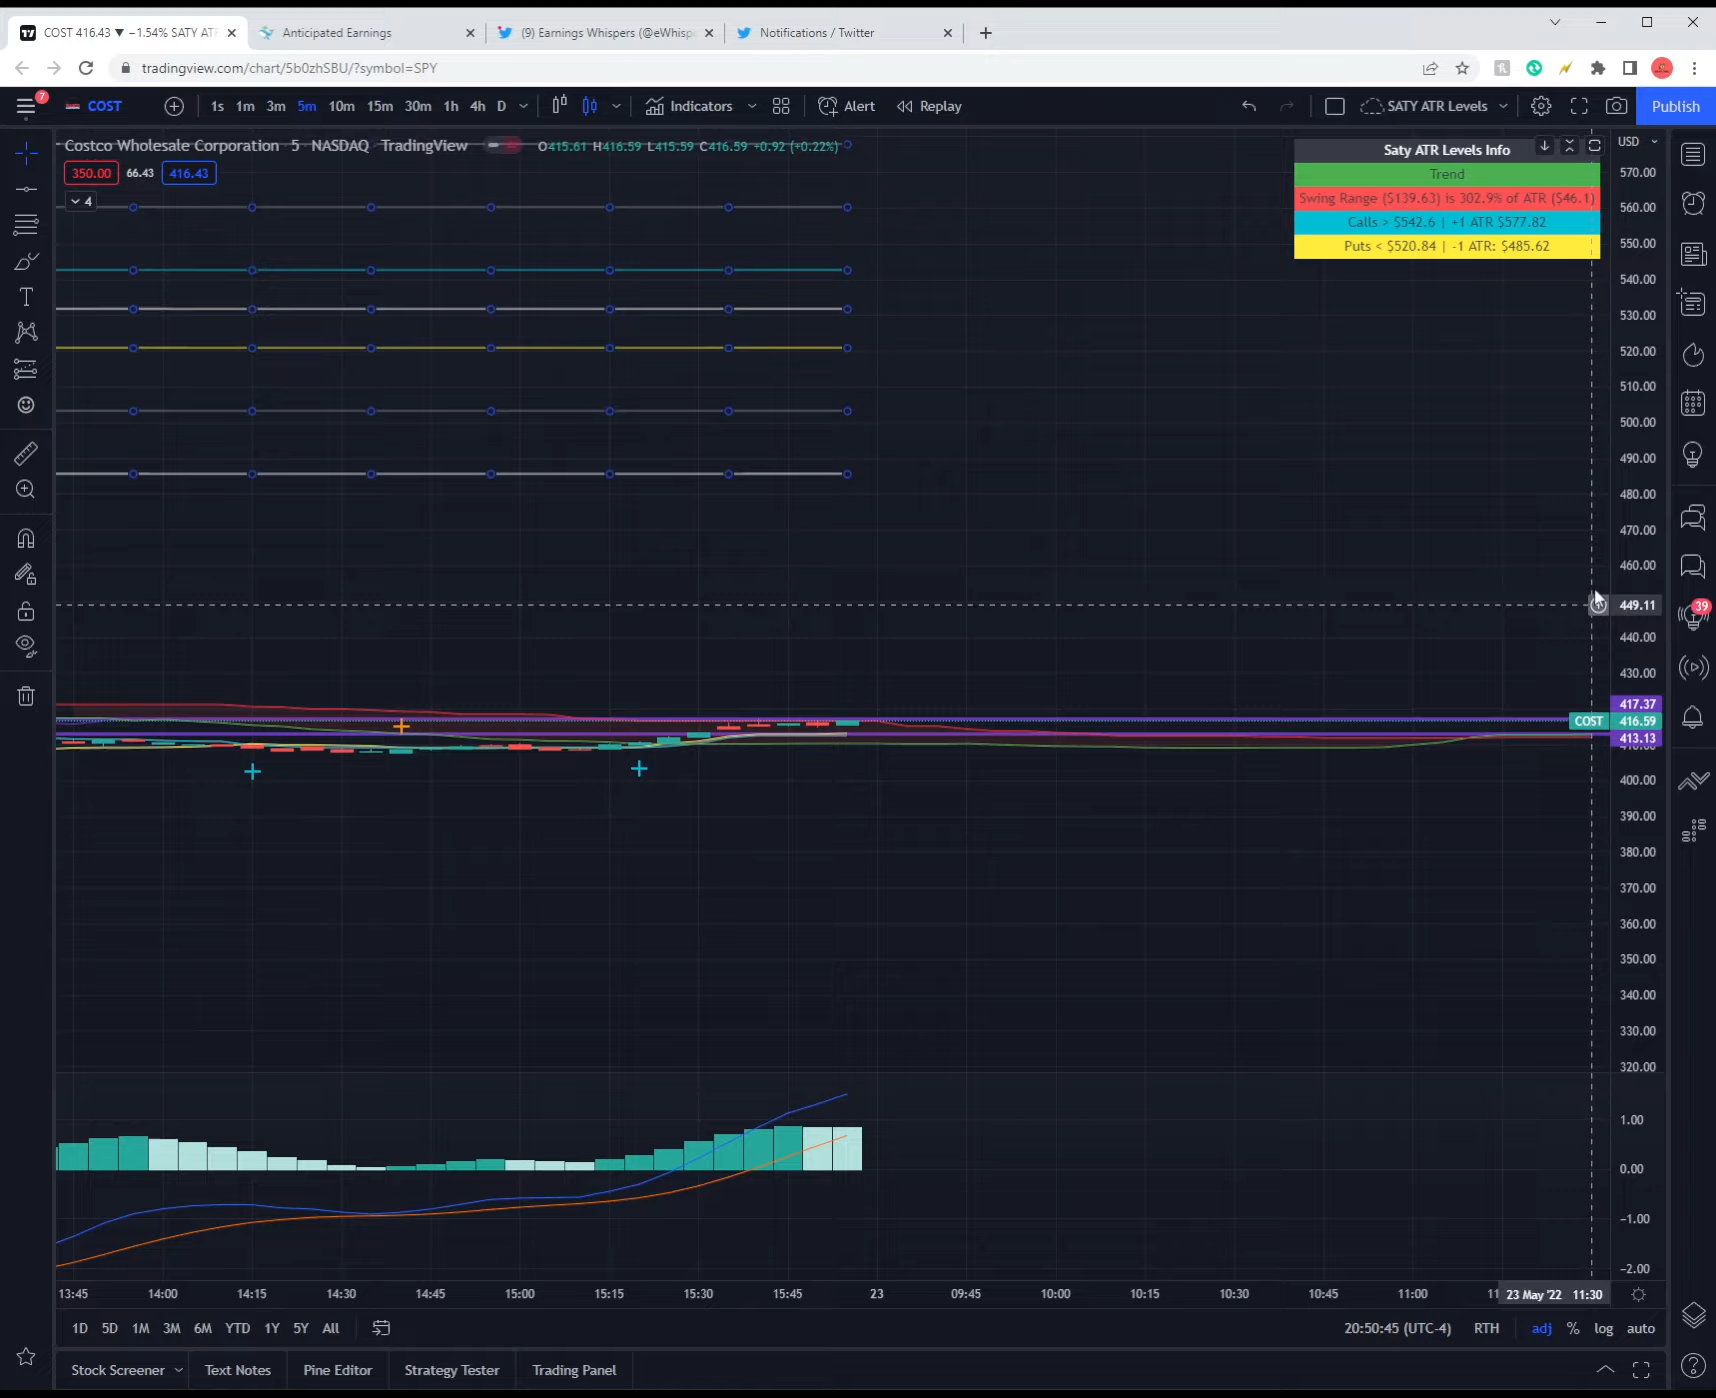 COST 416.43 ▼ −1.54% SATY ATR
Anticipated Earnings
(9) Earnings Whispers (@eWhisp
Notifications / Twitter
tradingview.com/chart/5b0zhSBU/?symbol=SPY
7
COST
1s 1m 3m 5m 10m 15m 30m 1h 4h D
Indicators
Alert
Replay
SATY ATR Levels
Publish
Costco Wholesale Corporation · 5 · NASDAQ · TradingView
O415.61 H416.59 L415.59 C416.59 +0.92 (+0.22%)
350.00 66.43 416.43
4
Saty ATR Levels Info
Trend
Swing Range ($139.63) is 302.9% of ATR ($46.1)
Calls > $542.6 | +1 ATR $577.82
Puts < $520.84 | -1 ATR: $485.62
USD
570.00
560.00
550.00
540.00
530.00
520.00
510.00
500.00
490.00
480.00
470.00
460.00
449.11
440.00
430.00
417.37
COST 416.59
413.13
400.00
390.00
380.00
370.00
360.00
350.00
340.00
330.00
320.00
1.00
0.00
−1.00
−2.00
39
13:45 14:00 14:15 14:30 14:45 15:00 15:15 15:30 15:45 23 09:45 10:00 10:15 10:30 10:45 11:00 11 23 May '22 11:30
1D 5D 1M 3M 6M YTD 1Y 5Y All
20:50:45 (UTC-4) RTH adj % log auto
Stock Screener Text Notes Pine Editor Strategy Tester Trading Panel